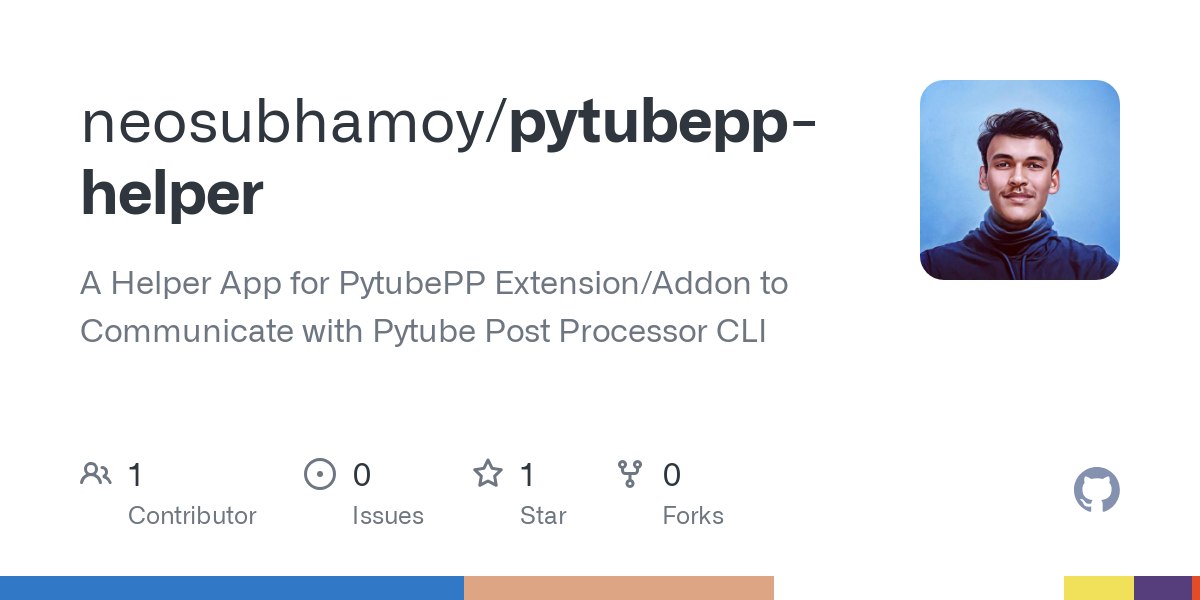 neosubhamoy/pytubepp-
helper
A Helper App for PytubePP Extension/Addon to
Communicate with Pytube Post Processor CLI
1 0 1 0
Contributor Issues Star Forks